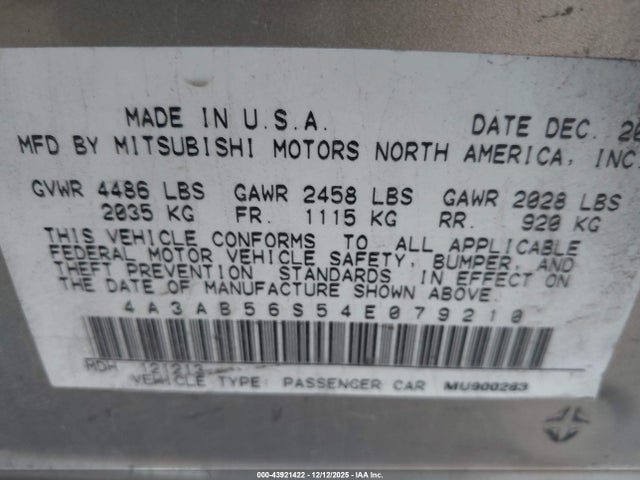 MADE IN U.S.A. DATE DEC.
MFD BY MITSUBISHI MOTORS NORTH AMERICA, INC.
GVWR 4486 LBS GAWR 2458 LBS GAWR 2028 LBS
2035 KG FR. 1115 KG RR. 920 KG
THIS VEHICLE CONFORMS TO ALL APPLICABLE
FEDERAL MOTOR VEHICLE SAFETY, BUMPER, AND
THEFT PREVENTION STANDARDS IN EFFECT ON
THE DATE OF MANUFACTURE SHOWN ABOVE.
4A3AB56S54E079210
MDH 121213
VEHICLE TYPE: PASSENGER CAR MU900283
000-43921422 • 12/12/2025 • IAA Inc.